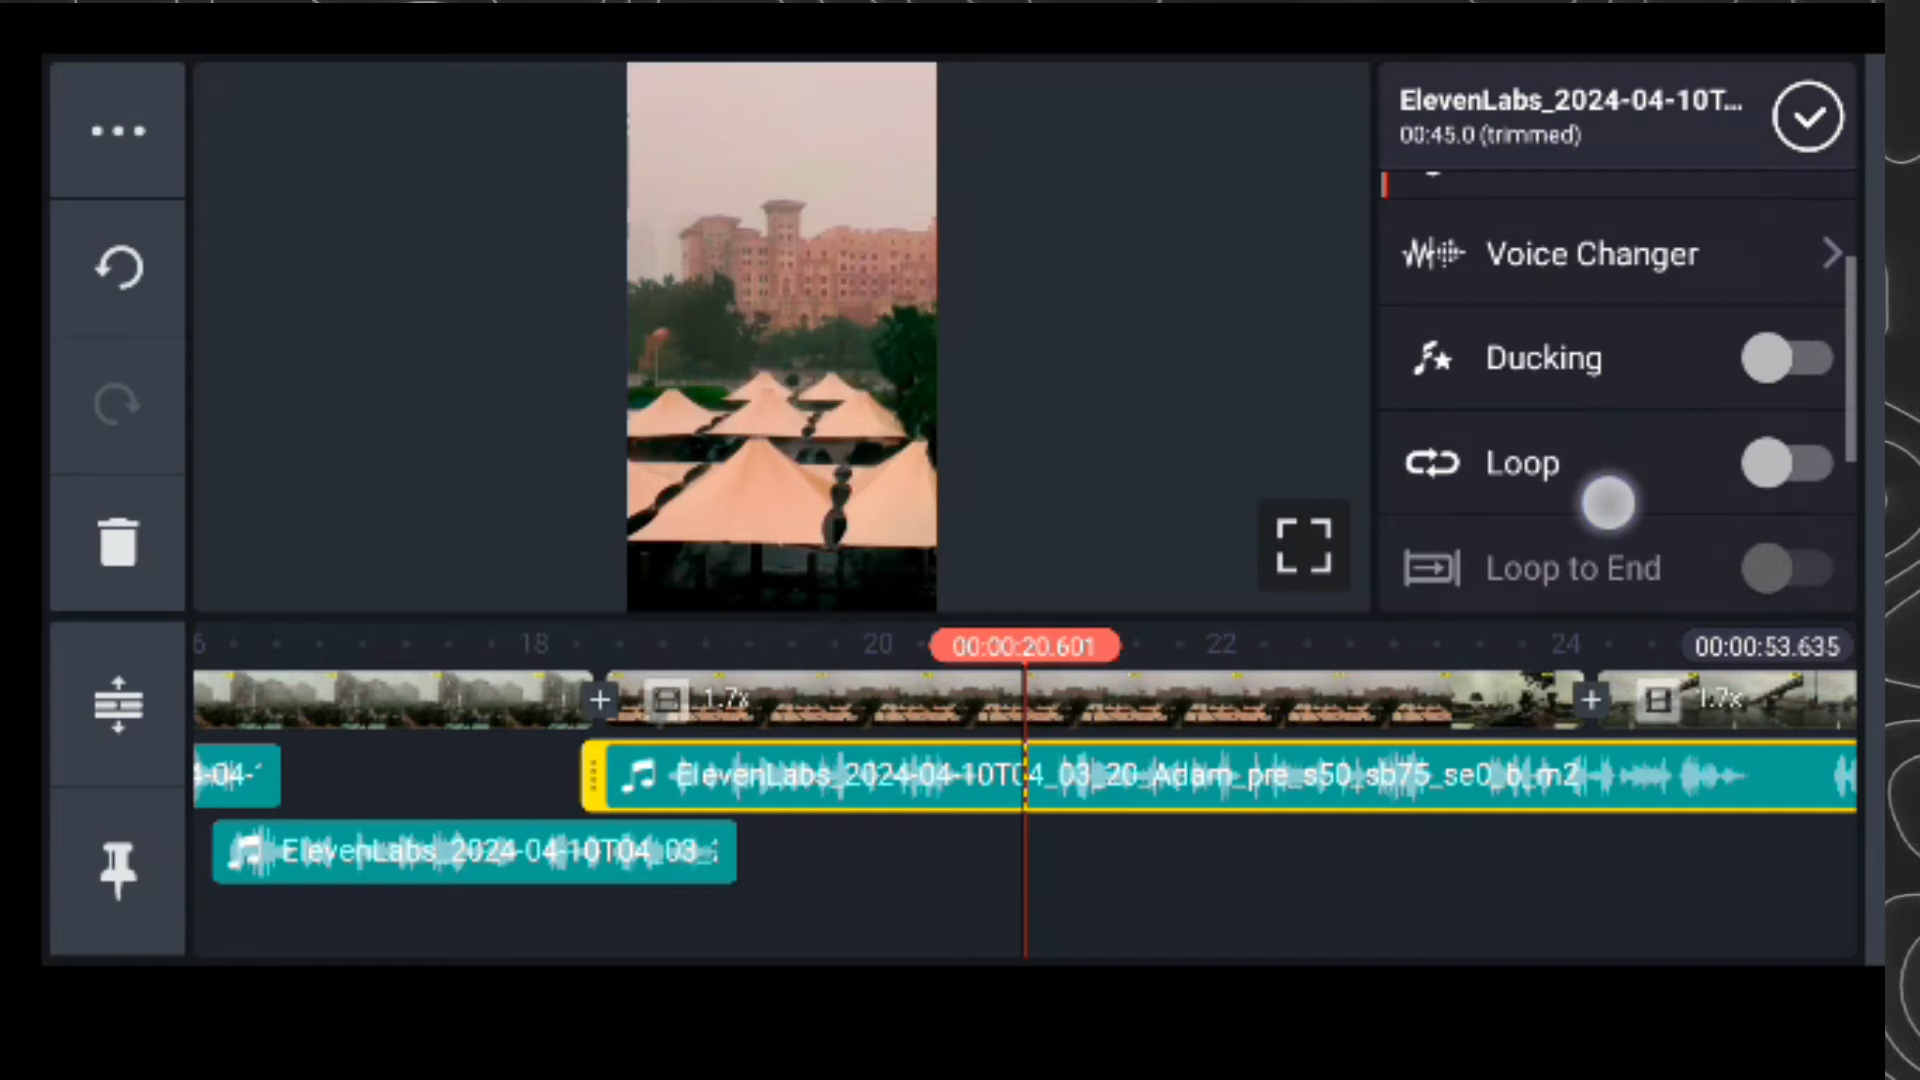 ElevenLabs_2024-04-10T...
00:45.0 (trimmed)
Voice Changer
Ducking
Loop
Loop to End
6
18
20
00:00:20.601
22
24
00:00:53.635
1.7x
1.7x
ElevenLabs_2024-04-10T04_03_20_Adam_pre_s50_sb75_se0_b_m2
ElevenLabs_2024-04-10T04_03_